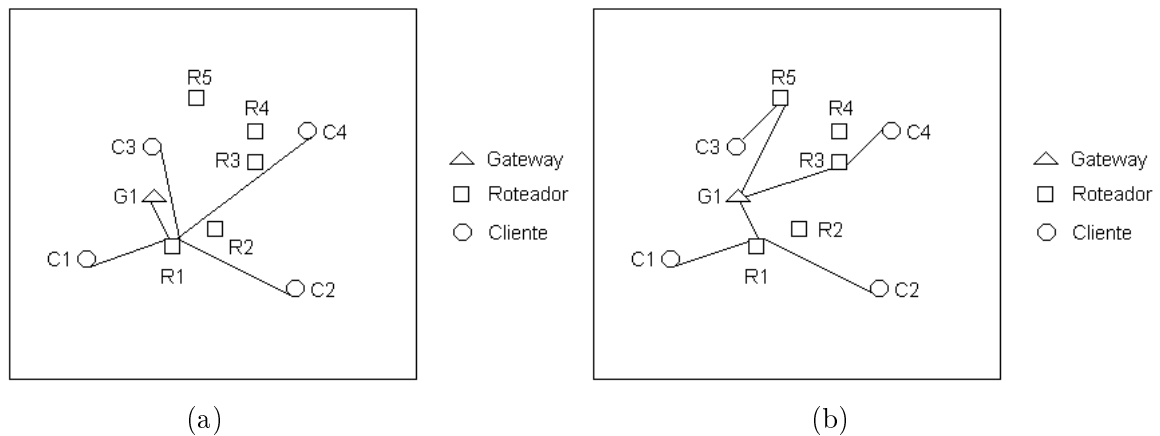 R5
R4
C4
C3
R3
G1
R2
C1
R1
C2
Gateway
Roteador
Cliente
(a)
R5
R4
C4
C3
R3
G1
R2
C1
R1
C2
Gateway
Roteador
Cliente
(b)